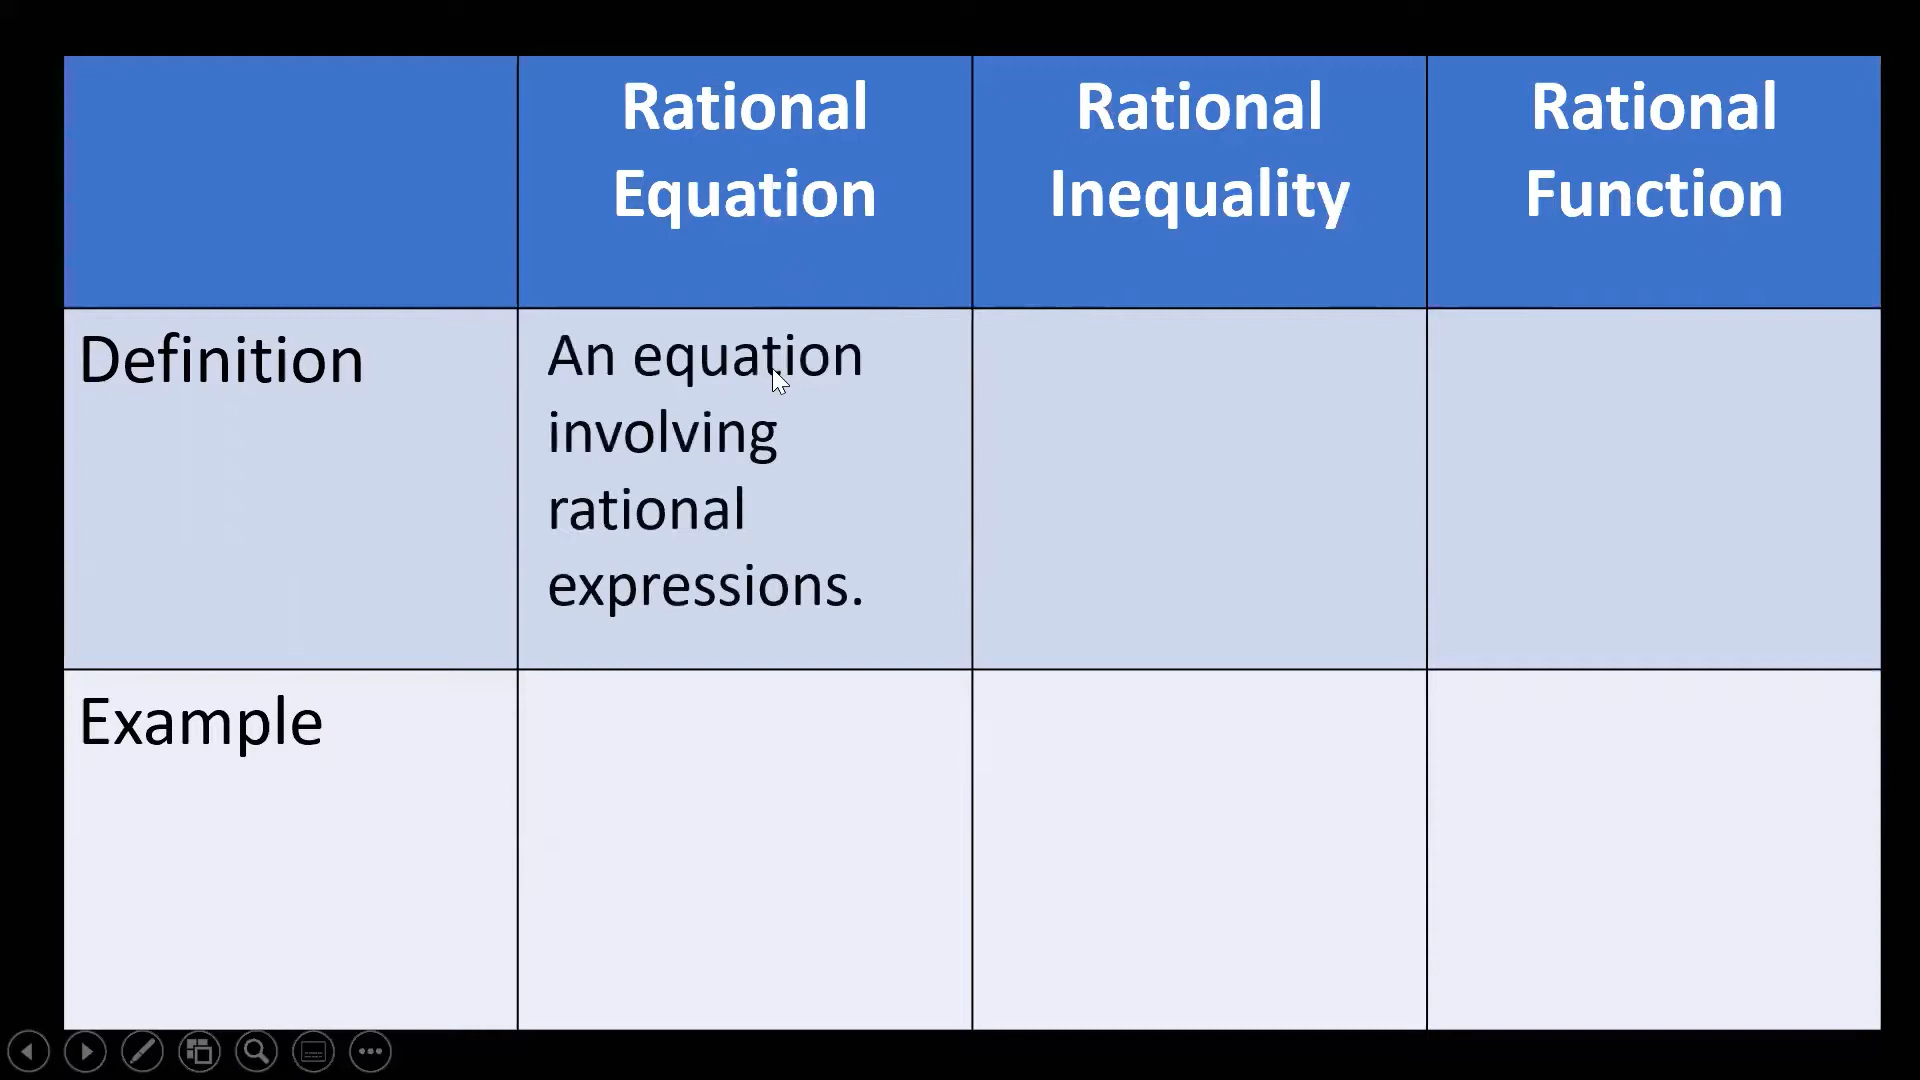 Rational
Equation
Rational
Inequality
Rational
Function
Definition
An equation
involving
rational
expressions.
Example